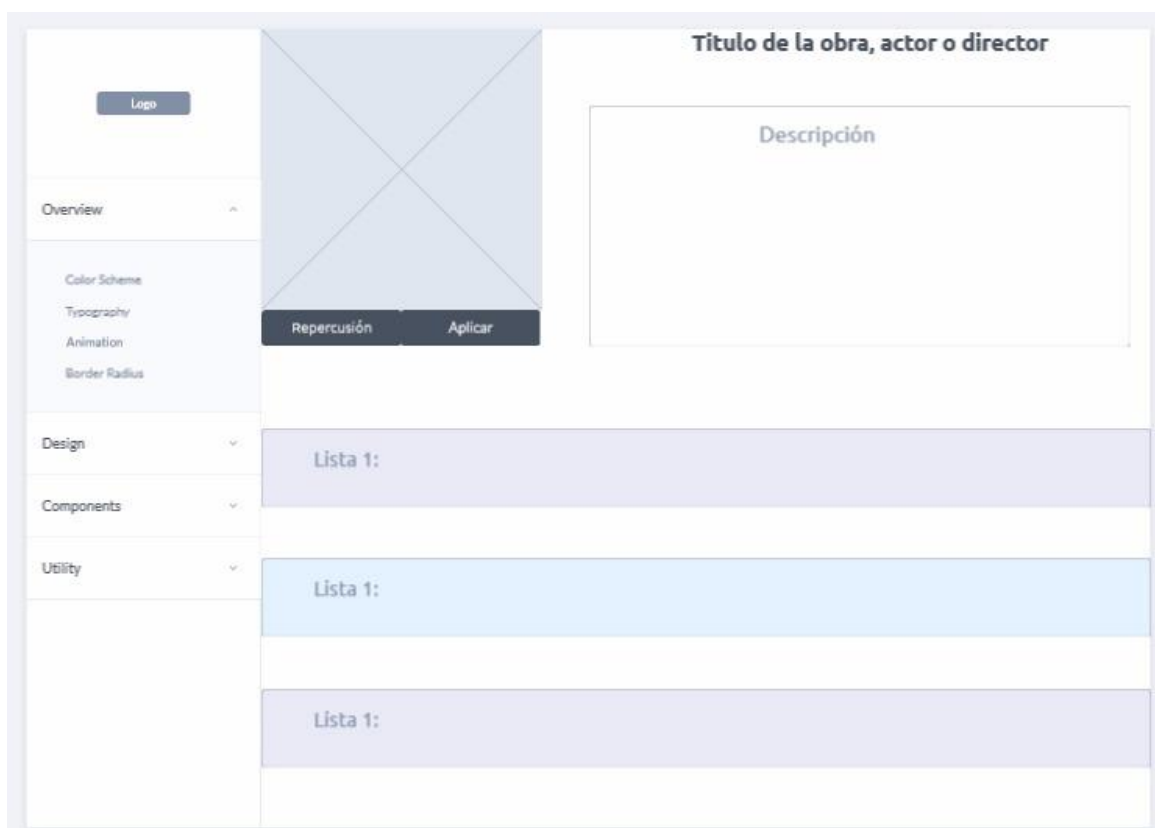 Logo
Overview
Color Scheme
Typography
Animation
Border Radius
Design
Components
Utility
Repercusión
Aplicar
Titulo de la obra, actor o director
Descripción
Lista 1:
Lista 1:
Lista 1: